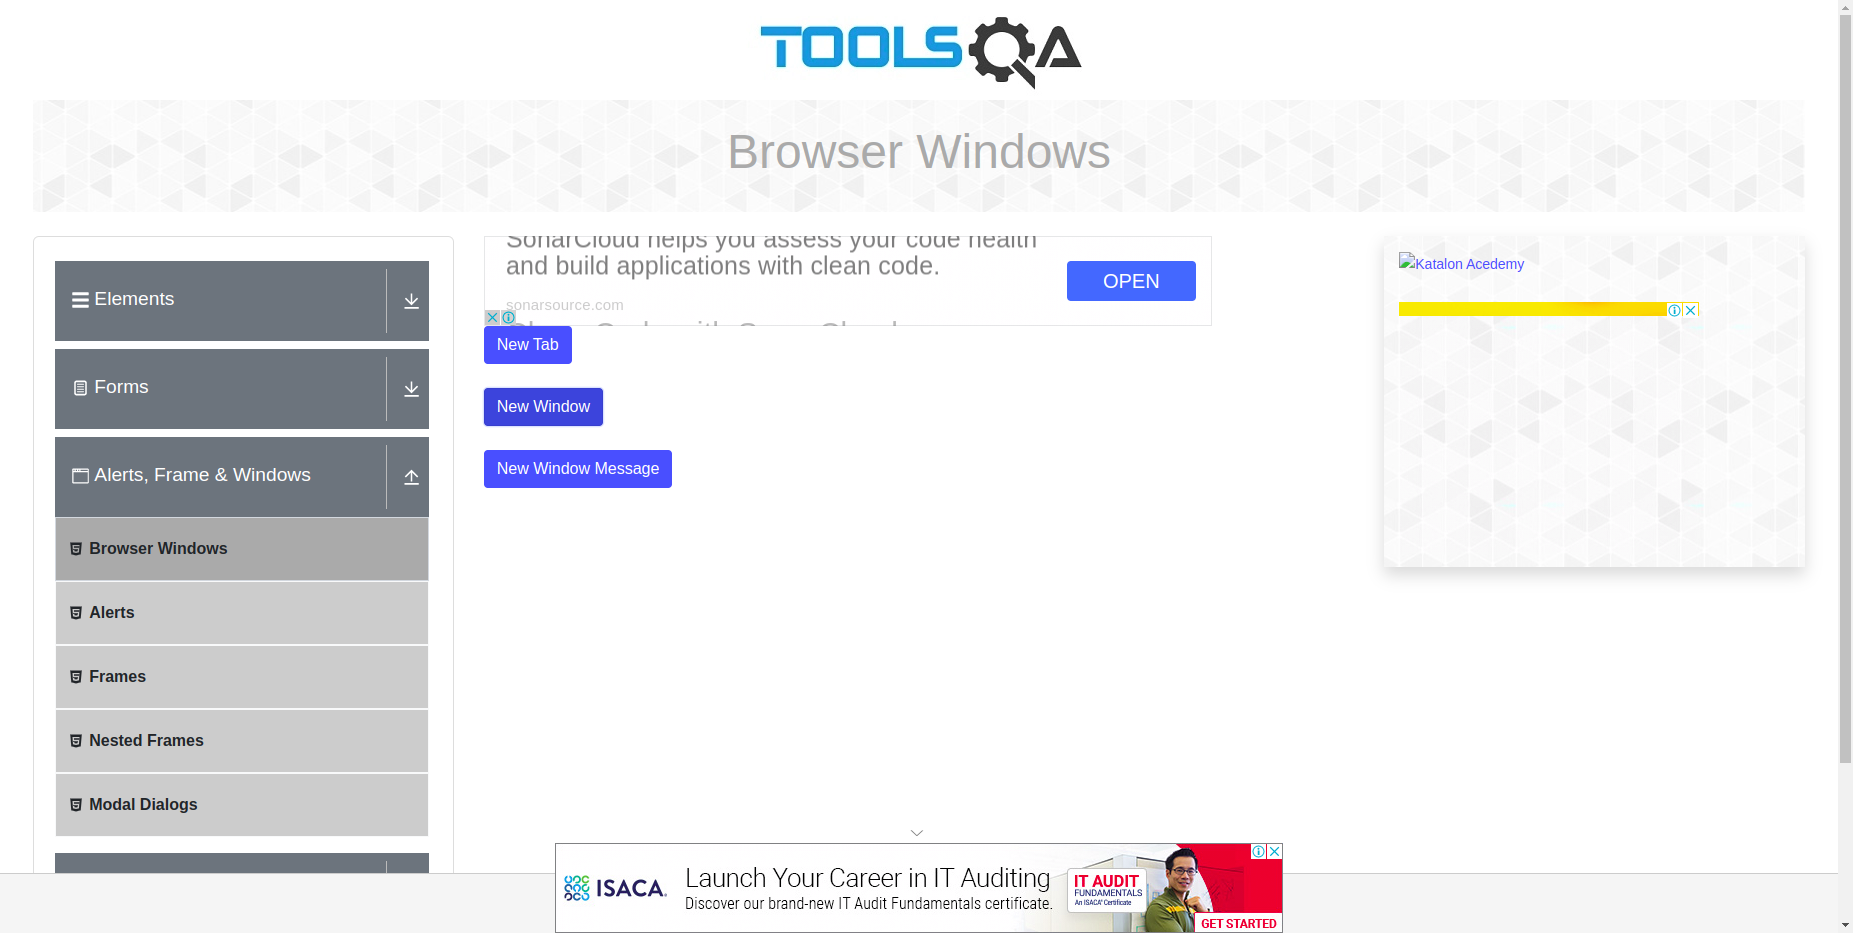 TOOLSQA
Browser Windows
Elements
Forms
Alerts, Frame & Windows
Browser Windows
Alerts
Frames
Nested Frames
Modal Dialogs
SonarCloud helps you assess your code health
and build applications with clean code.
sonarsource.com
OPEN
New Tab
New Window
New Window Message
Katalon Acedemy
ISACA.
Launch Your Career in IT Auditing
Discover our brand-new IT Audit Fundamentals certificate.
IT AUDIT
FUNDAMENTALS
An ISACA® Certificate
GET STARTED